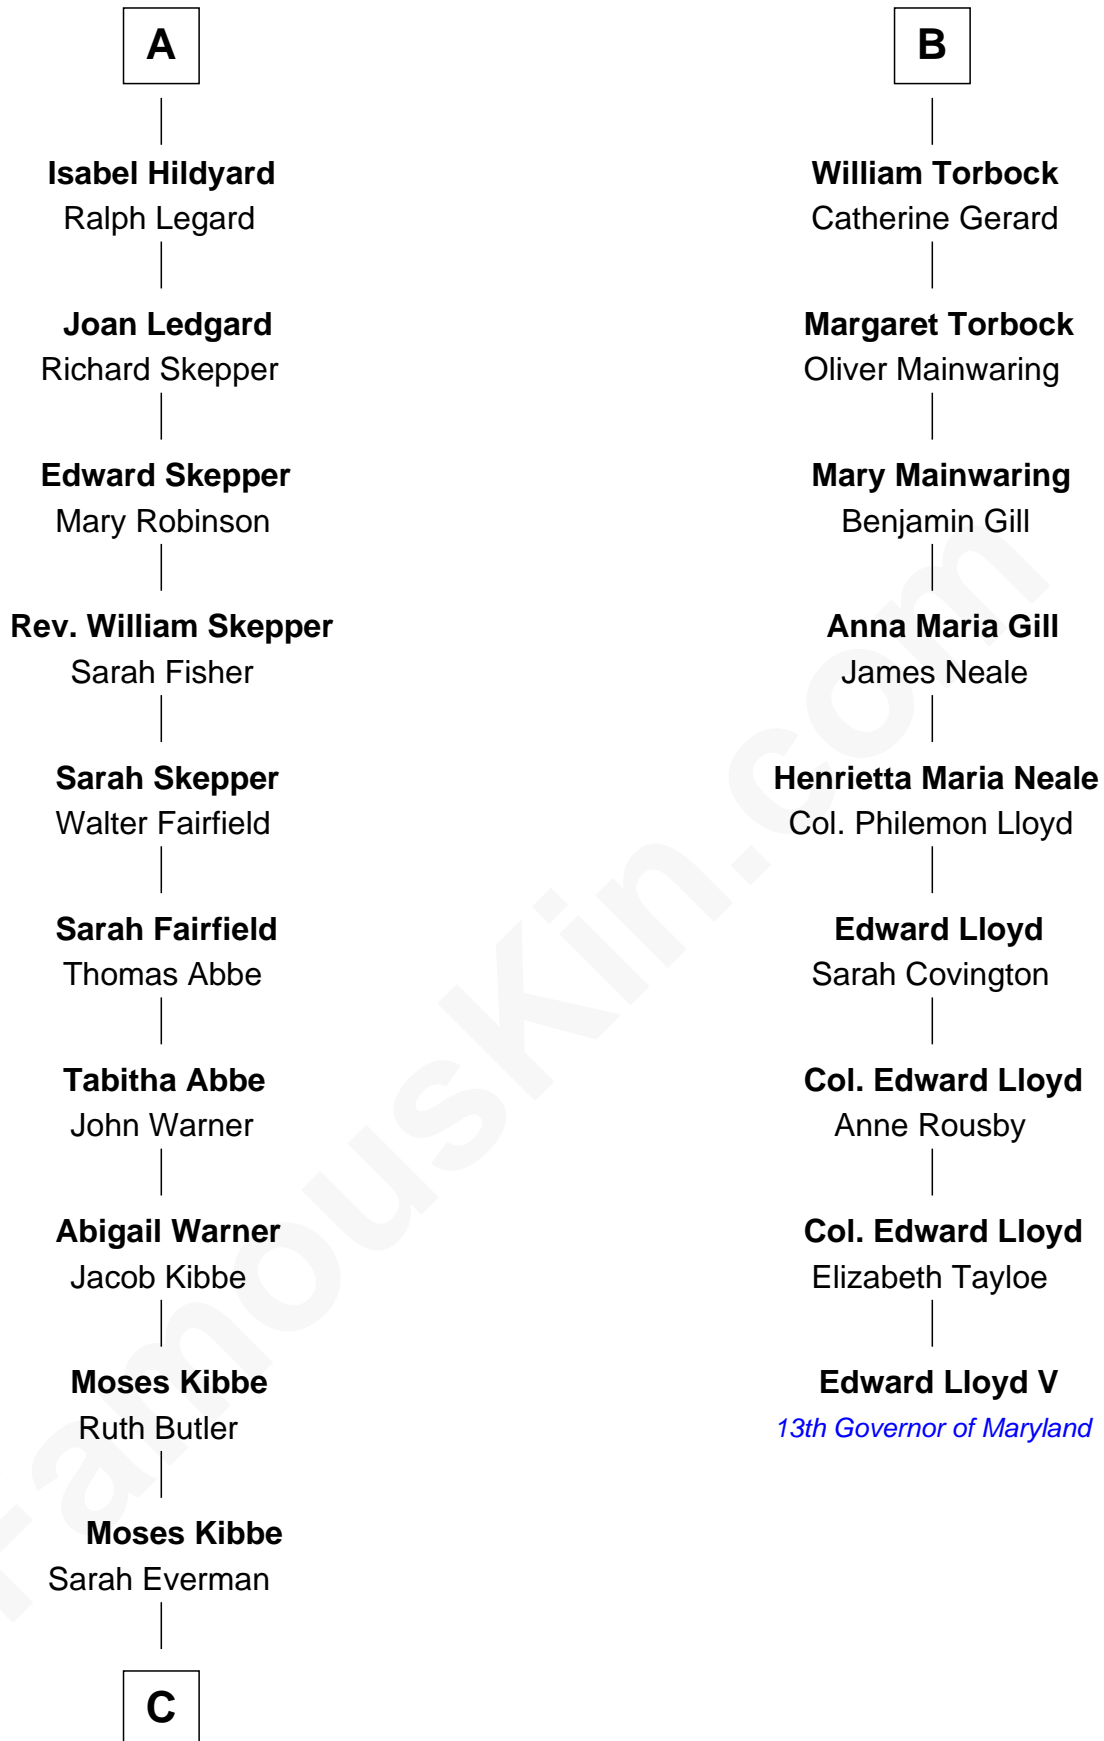 A
Isabel Hildyard
Ralph Legard
Joan Ledgard
Richard Skepper
Edward Skepper
Mary Robinson
Rev. William Skepper
Sarah Fisher
Sarah Skepper
Walter Fairfield
Sarah Fairfield
Thomas Abbe
Tabitha Abbe
John Warner
Abigail Warner
Jacob Kibbe
Moses Kibbe
Ruth Butler
Moses Kibbe
Sarah Everman
C
B
William Torbock
Catherine Gerard
Margaret Torbock
Oliver Mainwaring
Mary Mainwaring
Benjamin Gill
Anna Maria Gill
James Neale
Henrietta Maria Neale
Col. Philemon Lloyd
Edward Lloyd
Sarah Covington
Col. Edward Lloyd
Anne Rousby
Col. Edward Lloyd
Elizabeth Tayloe
Edward Lloyd V
13th Governor of Maryland
FamousKin.com